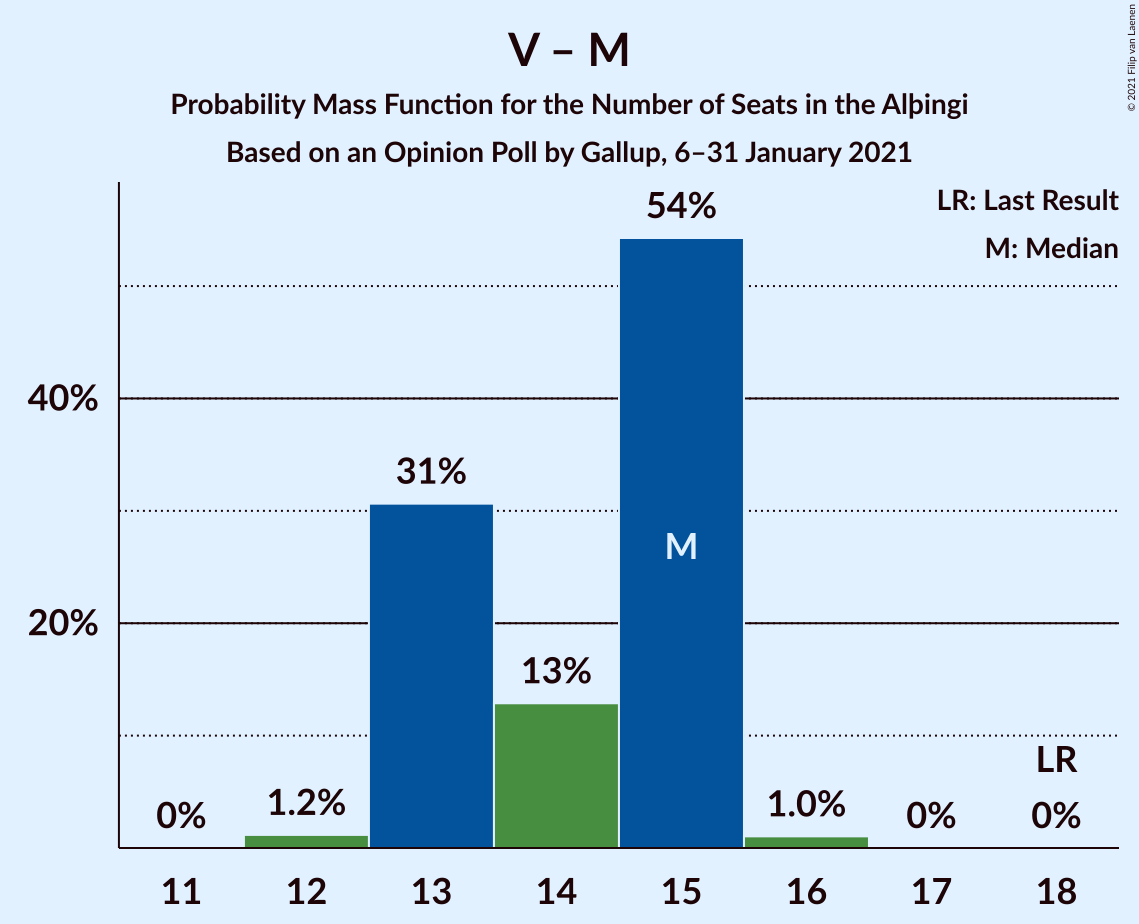 V – M
Probability Mass Function for the Number of Seats in the Alþingi
Based on an Opinion Poll by Gallup, 6–31 January 2021
© 2021 Filip van Laenen
LR: Last Result
M: Median
54%
40%
31%
M
20%
13%
LR
0%
1.2%
1.0%
0%
0%
11 12 13 14 15 16 17 18